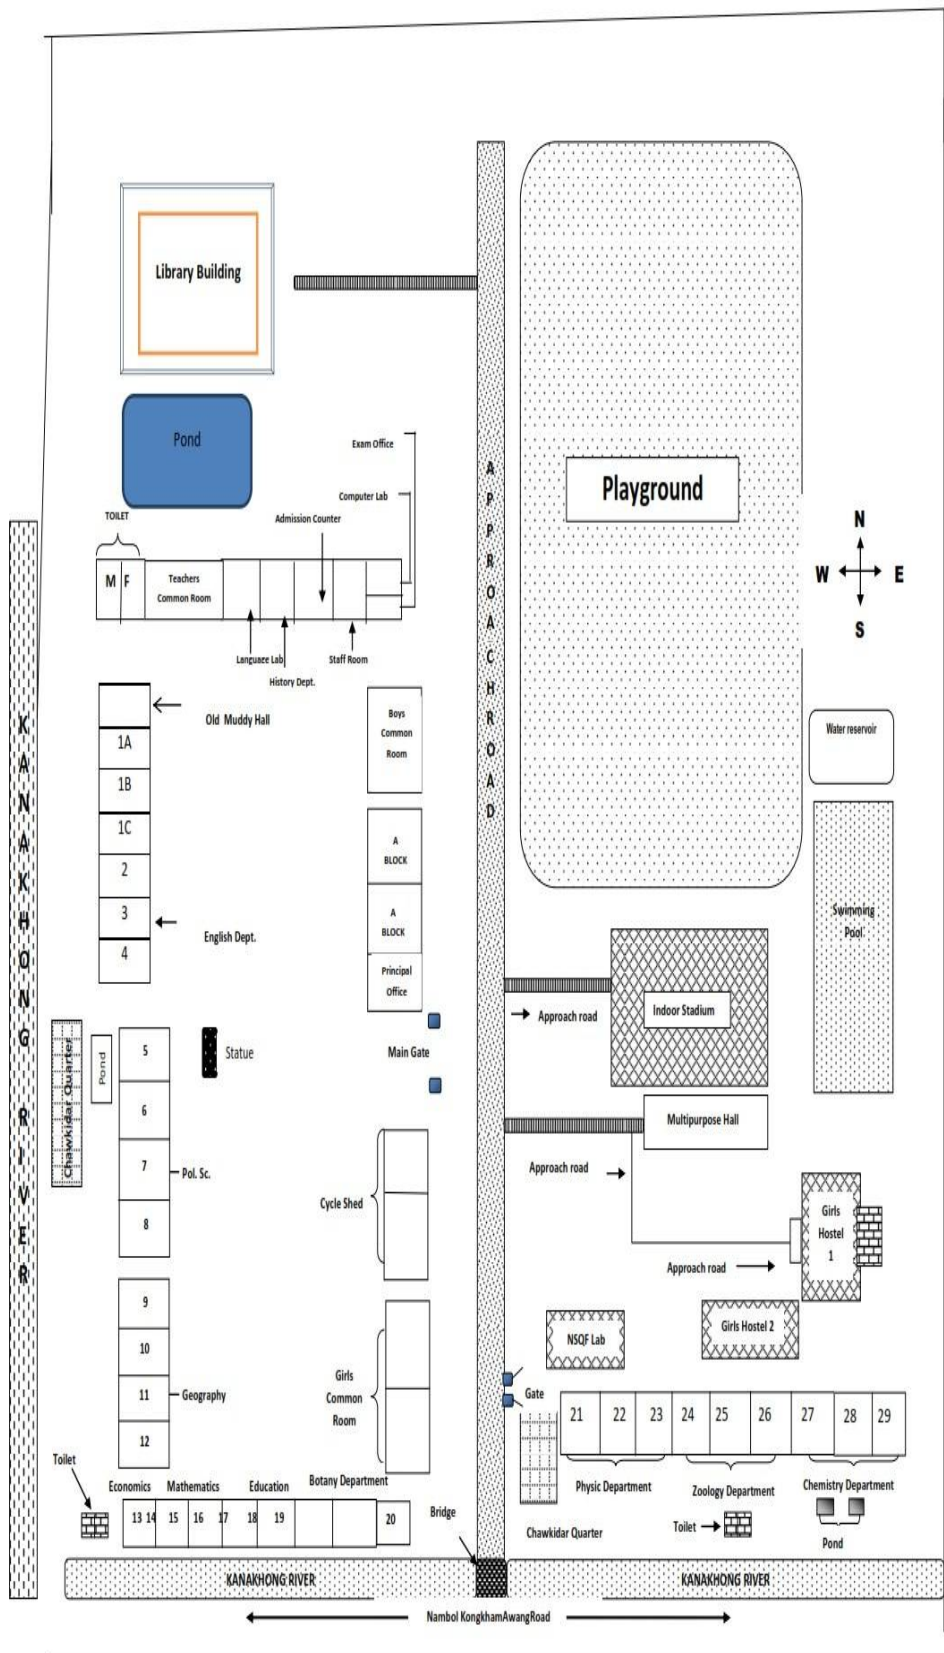 Library Building
Pond
Exam Office
Computer Lab
Admission Counter
TOILET
M F
Teachers
Common Room
Languace Lab
History Dept.
Staff Room
APPROACHROAD
Playground
N
W E
S
Old Muddy Hall
1A
1B
1C
2
3
4
English Dept.
Boys
Common
Room
A
BLOCK
A
BLOCK
Principal
Office
Water reservoir
Swimming
Pool
KANAKHONG RIVER
Chawkidar Quarter
Pond
5
6
7
8
Statue
Pol. Sc.
Main Gate
Approach road
Indoor Stadium
Multipurpose Hall
Approach road
Cycle Shed
Girls
Hostel
1
Approach road
Girls Hostel 2
NSQF Lab
9
10
11
12
Geography
Girls
Common
Room
Gate
21 22 23 24 25 26 27 28 29
Physic Department
Zoology Department
Chemistry Department
Toilet
Economics Mathematics Education Botany Department
13 14 15 16 17 18 19 20
Bridge
Chawkidar Quarter
Toilet
Pond
KANAKHONG RIVER
KANAKHONG RIVER
Nambol KongkhamAwangRoad